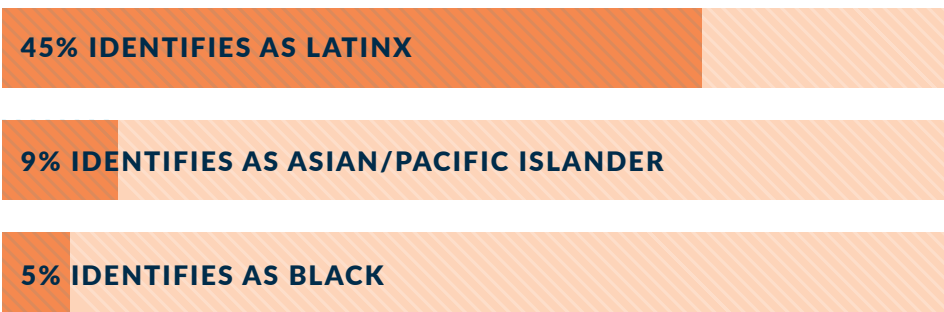 45% IDENTIFIES AS LATINX
9% IDENTIFIES AS ASIAN/PACIFIC ISLANDER
5% IDENTIFIES AS BLACK